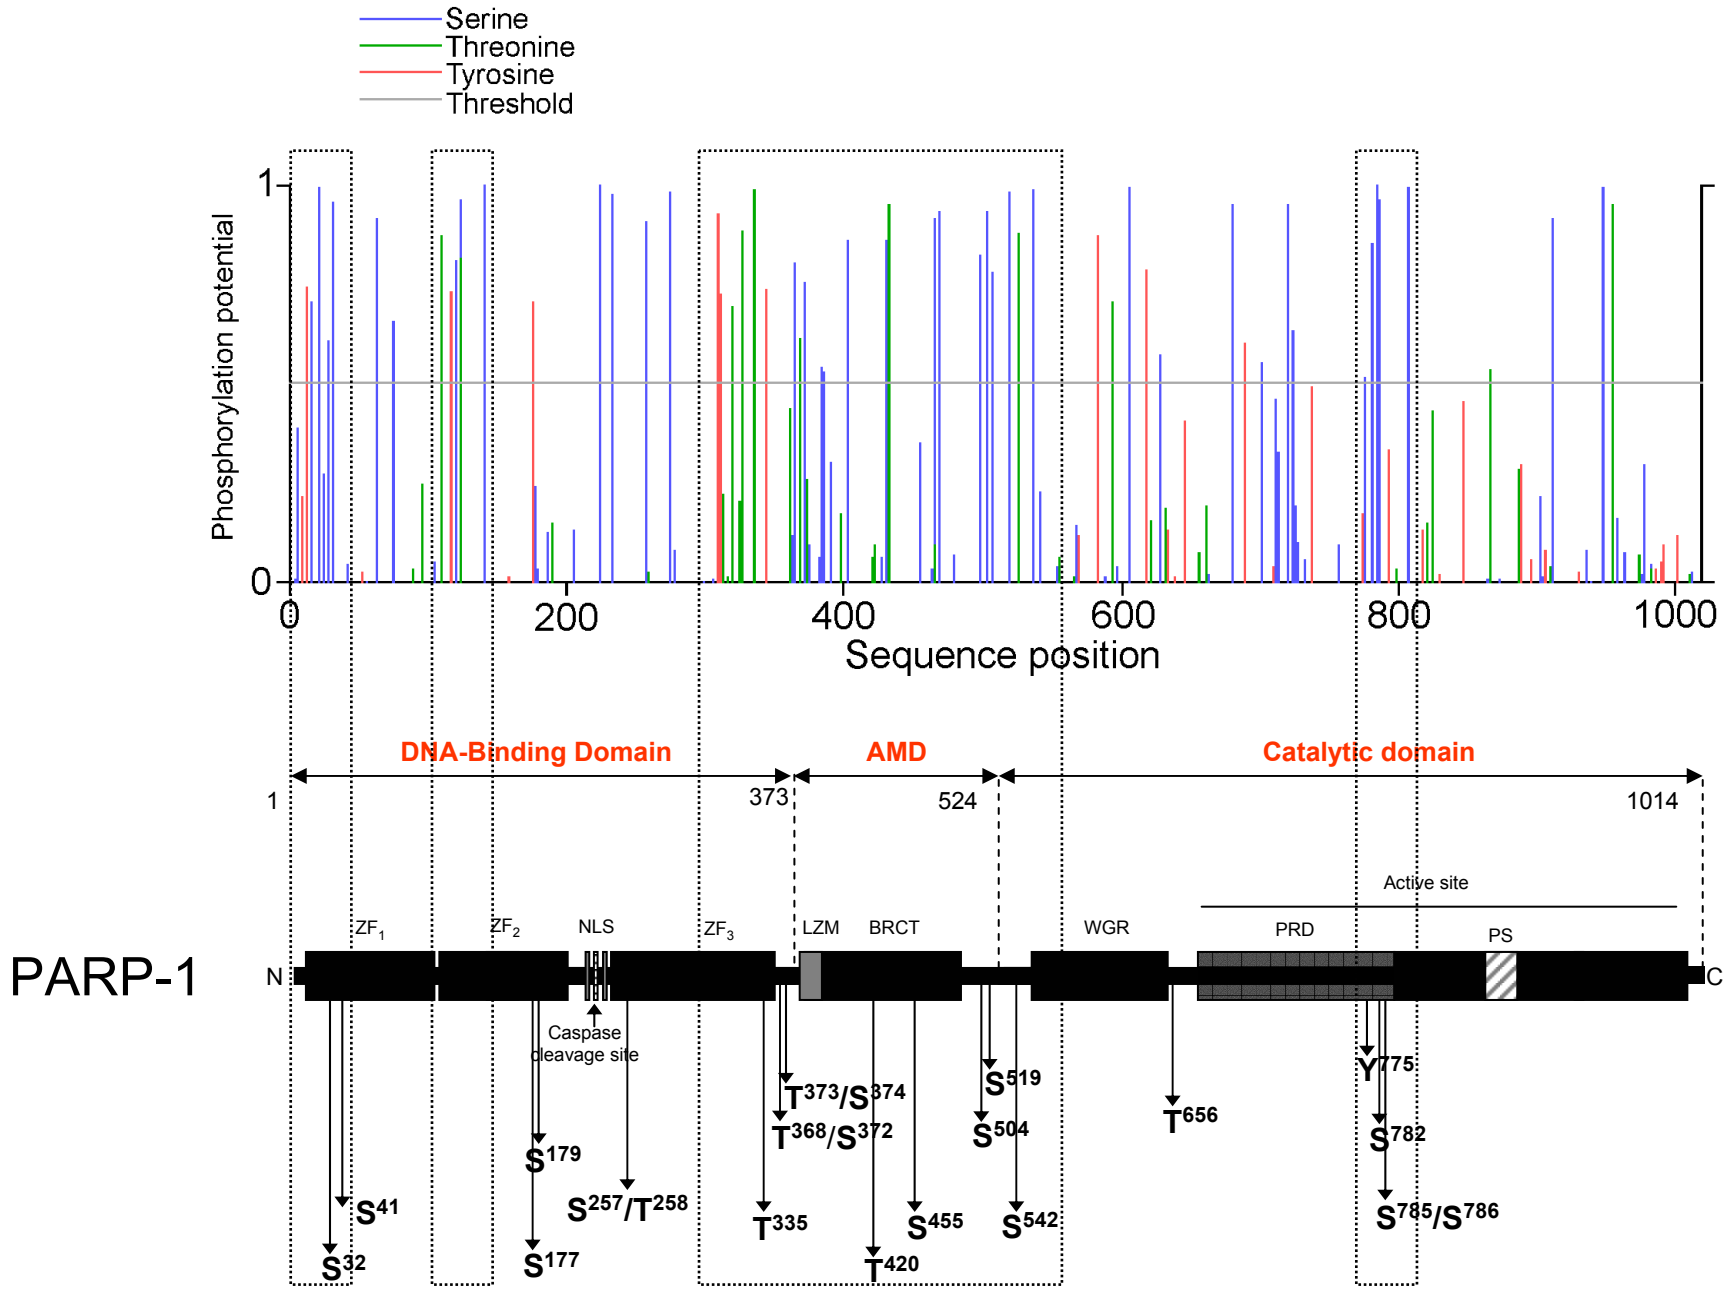 Serine
Threonine
Tyrosine
Threshold
Phosphorylation potential
1
0
0 200 400 600 800 1000
Sequence position
DNA-Binding Domain AMD Catalytic domain
1 373 524 1014
Active site
ZF1 ZF2 NLS ZF3 LZM BRCT WGR PRD PS
PARP-1 N C
Caspase
cleavage site
Y775
S519
T373/S374
T656
T368/S372 S504 S782
S179
S41 S257/T258 S785/S786
T335 S455 S542
S32 S177 T420